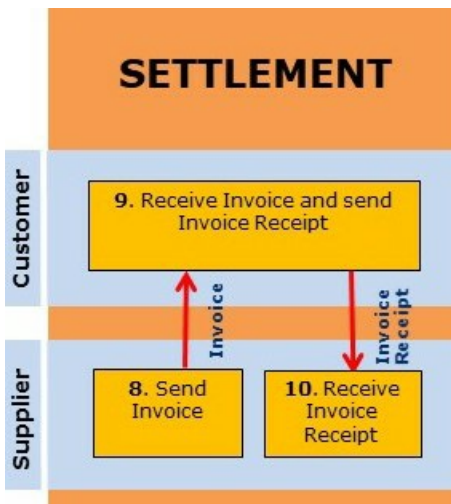 SETTLEMENT
Customer
9. Receive Invoice and send
Invoice Receipt
Invoice
Invoice
Receipt
Supplier
8. Send
Invoice
10. Receive
Invoice
Receipt